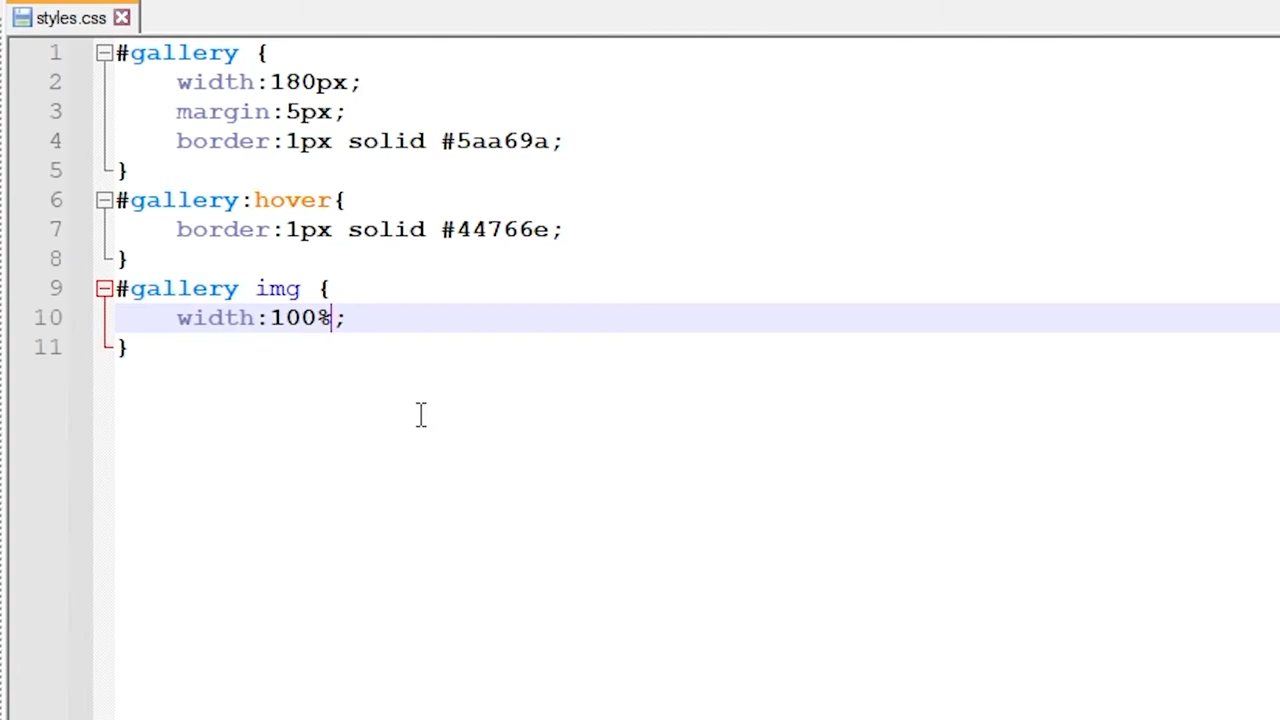 styles.css
1 #gallery {
2 width:180px;
3 margin:5px;
4 border:1px solid #5aa69a;
5 }
6 #gallery:hover{
7 border:1px solid #44766e;
8 }
9 #gallery img {
10 width:100%;
11 }